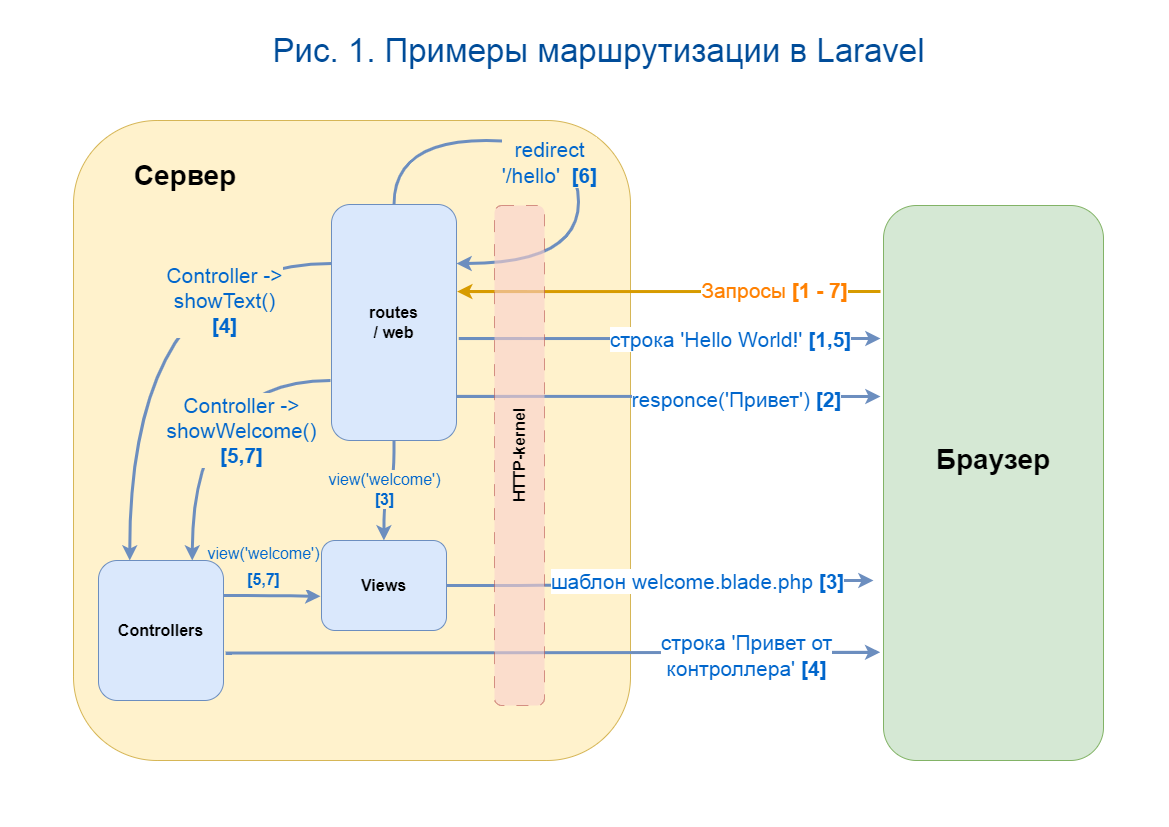 Рис. 1. Примеры маршрутизации в Laravel
Сервер
redirect
'/hello' [6]
Controller ->
showText()
[4]
routes
/ web
Запросы [1 - 7]
строка 'Hello World!' [1,5]
responce('Привет') [2]
Controller ->
showWelcome()
[5,7]
HTTP-kernel
Браузер
view('welcome')
[3]
view('welcome')
[5,7]
Views
шаблон welcome.blade.php [3]
Controllers
строка 'Привет от
контроллера' [4]